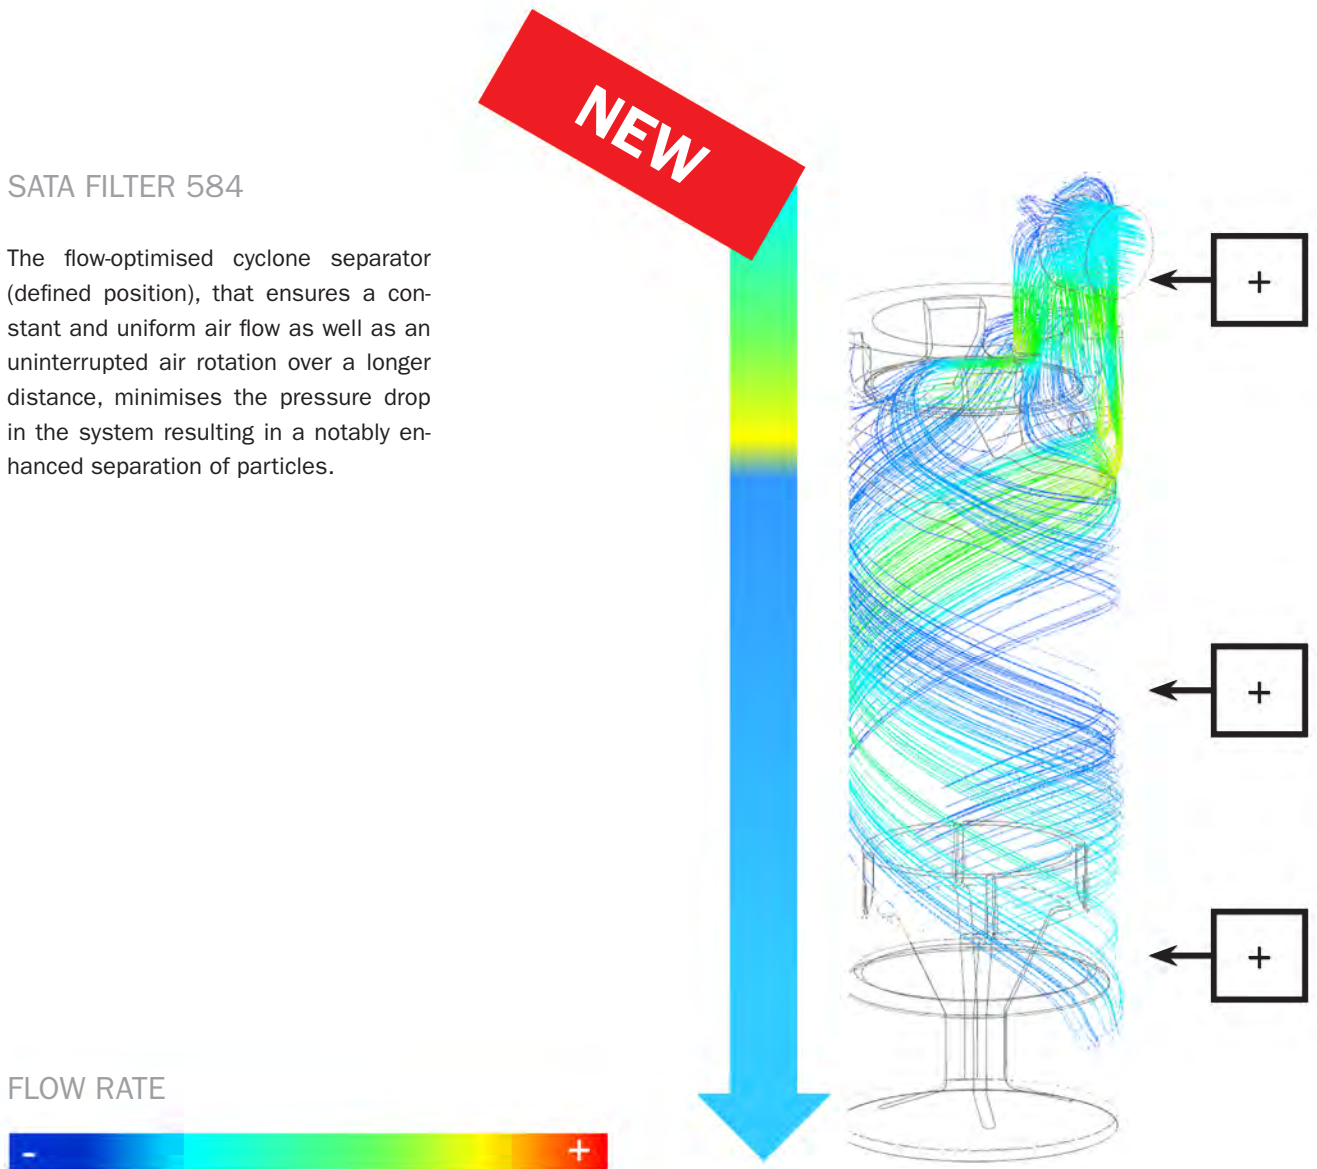 NEW
SATA FILTER 584
The flow-optimised cyclone separator
(defined position), that ensures a con-
stant and uniform air flow as well as an
uninterrupted air rotation over a longer
distance, minimises the pressure drop
in the system resulting in a notably en-
hanced separation of particles.
+
+
+
FLOW RATE
- +